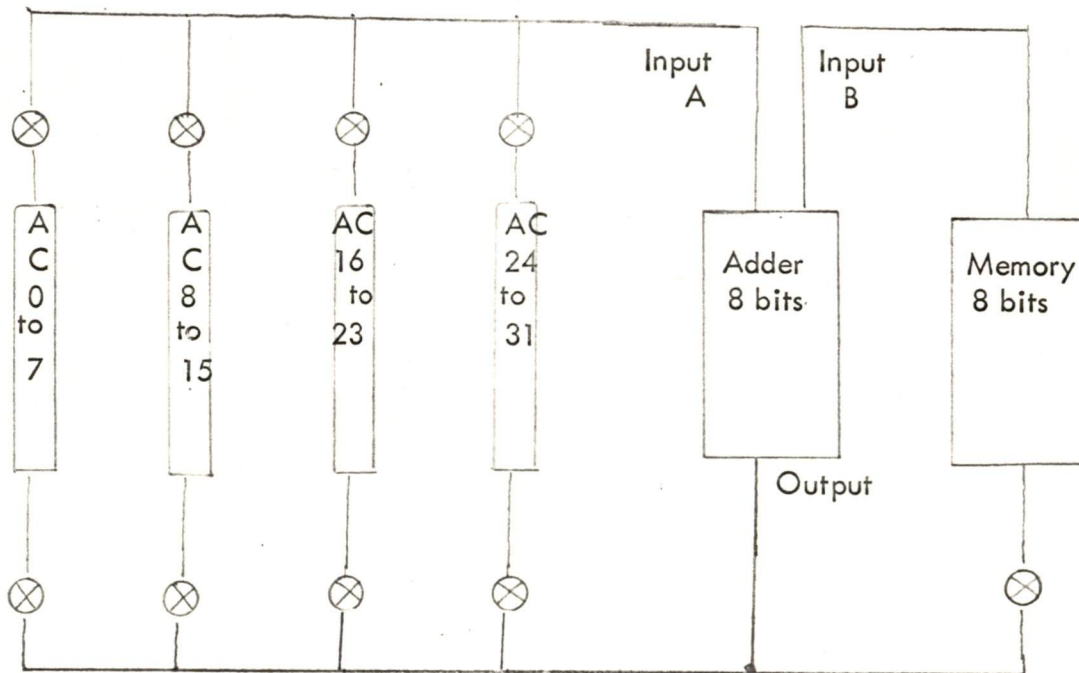 A
C
0
to
7
A
C
8
to
15
AC
16
to
23
AC
24
to
31
Input
A
Input
B
Adder
8 bits
Memory
8 bits
Output